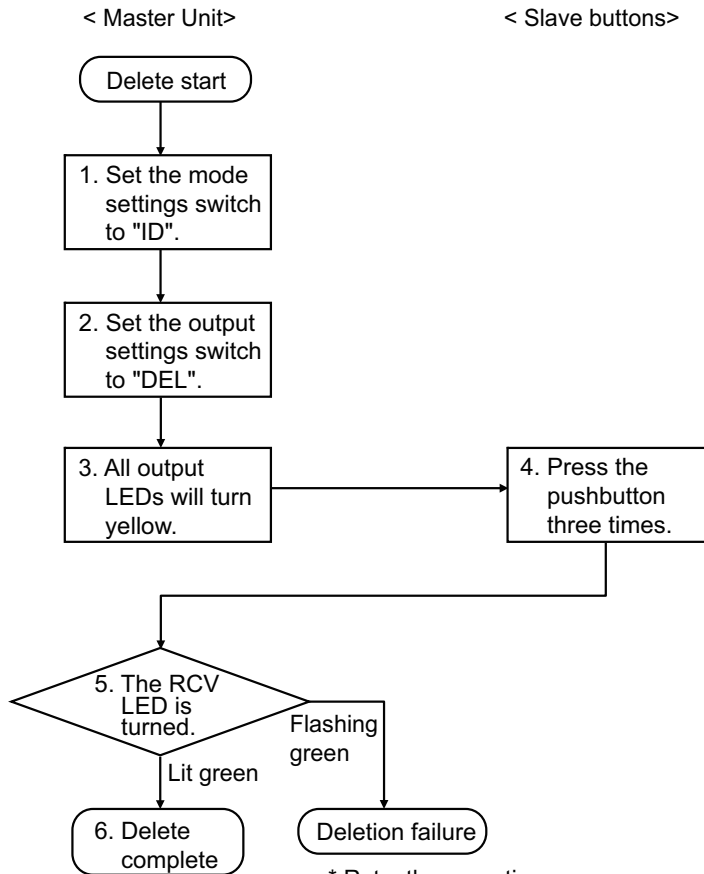 < Master Unit>
< Slave buttons>
Delete start
1. Set the mode
settings switch
to "ID".
2. Set the output
settings switch
to "DEL".
3. All output
LEDs will turn
yellow.
4. Press the
pushbutton
three times.
5. The RCV
LED is
turned.
Flashing
green
Lit green
6. Delete
complete
Deletion failure